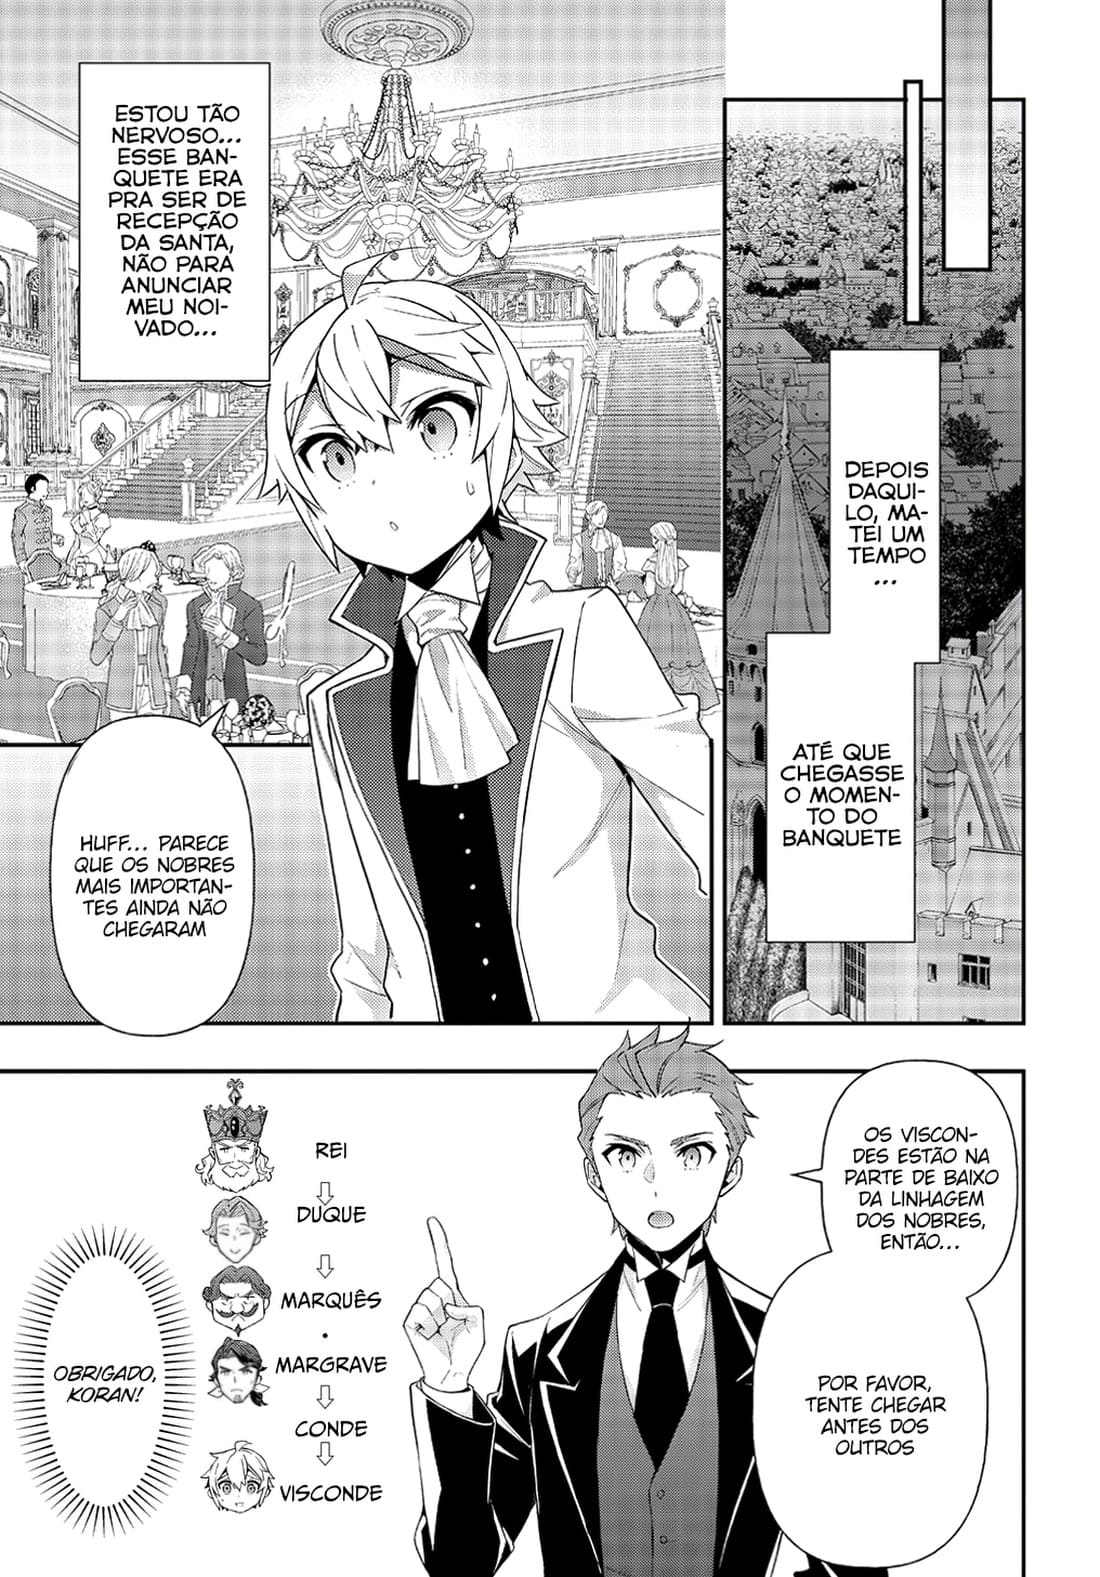 DEPOIS
DAQUI-
LO, MA-
TEI UM
TEMPO
...
ATÉ QUE
CHEGASSE
O MOMEN-
TO DO
BANQUETE
ESTOU TÃO
NERVOSO...
ESSE BAN-
QUETE ERA
PRA SER DE
RECEPÇÃO
DA SANTA,
NÃO PARA
ANUNCIAR
MEU NOI-
VADO...
HUFF... PARECE
QUE OS NOBRES
MAIS IMPORTAN-
TES AINDA NÃO
CHEGARAM
OS VISCON-
DES ESTÃO NA
PARTE DE BAIXO
DA LINHAGEM
DOS NOBRES,
ENTÃO...
POR FAVOR,
TENTE CHEGAR
ANTES DOS
OUTROS
REI
DUQUE
MARQUÊS
•
MARGRAVE
CONDE
VISCONDE
OBRIGADO,
KORAN!